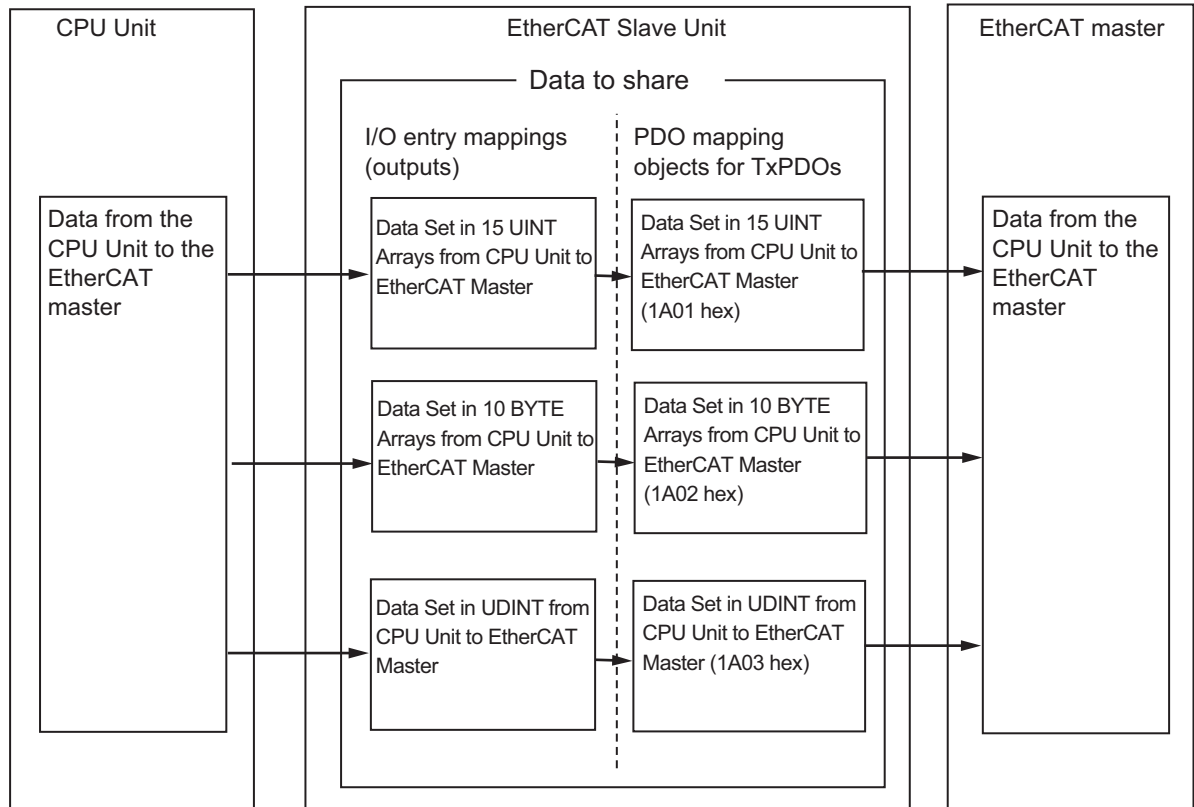 CPU Unit
EtherCAT Slave Unit
EtherCAT master
Data to share
I/O entry mappings
(outputs)
PDO mapping
objects for TxPDOs
Data from the
CPU Unit to the
EtherCAT
master
Data Set in 15 UINT
Arrays from CPU Unit to
EtherCAT Master
Data Set in 15 UINT
Arrays from CPU Unit to
EtherCAT Master
(1A01 hex)
Data from the
CPU Unit to the
EtherCAT
master
Data Set in 10 BYTE
Arrays from CPU Unit to
EtherCAT Master
Data Set in 10 BYTE
Arrays from CPU Unit to
EtherCAT Master
(1A02 hex)
Data Set in UDINT from
CPU Unit to EtherCAT
Master
Data Set in UDINT from
CPU Unit to EtherCAT
Master (1A03 hex)